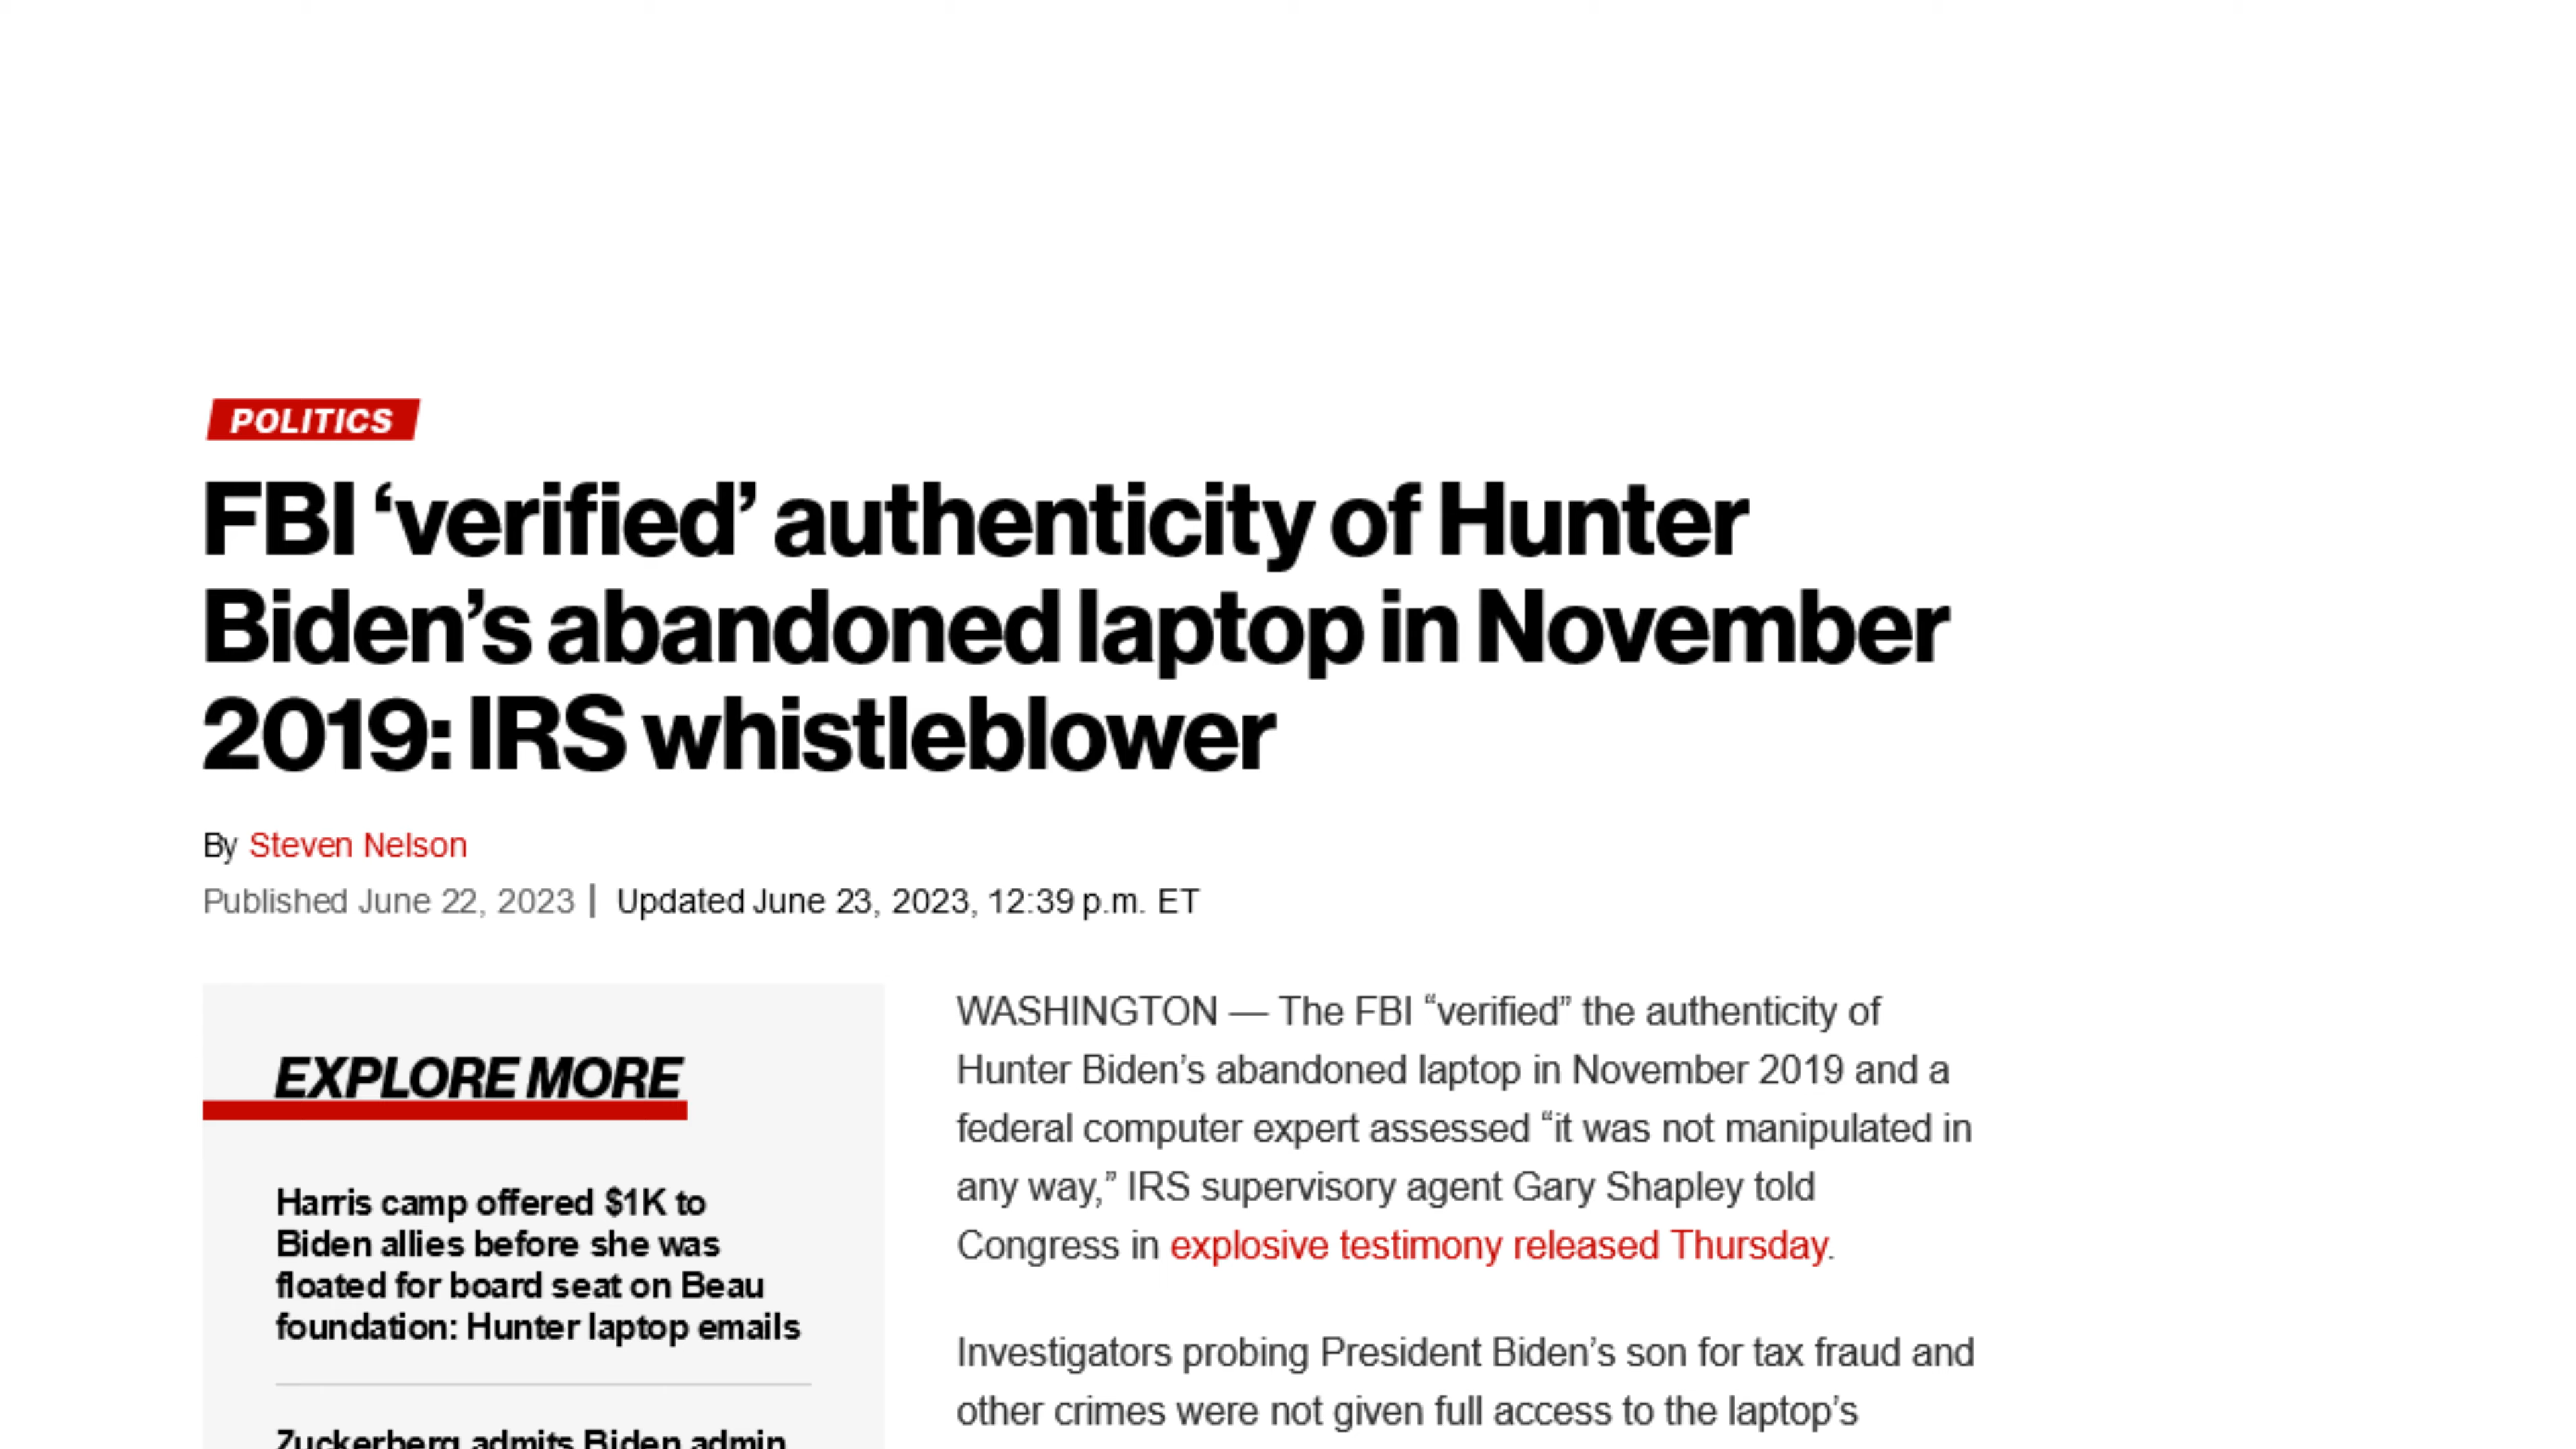 POLITICS
FBI ‘verified’ authenticity of Hunter
Biden’s abandoned laptop in November
2019: IRS whistleblower
By Steven Nelson
Published June 22, 2023 | Updated June 23, 2023, 12:39 p.m. ET
EXPLORE MORE
Harris camp offered $1K to
Biden allies before she was
floated for board seat on Beau
foundation: Hunter laptop emails
Zuckerberg admits Biden admin
WASHINGTON — The FBI “verified” the authenticity of
Hunter Biden’s abandoned laptop in November 2019 and a
federal computer expert assessed “it was not manipulated in
any way,” IRS supervisory agent Gary Shapley told
Congress in explosive testimony released Thursday.
Investigators probing President Biden’s son for tax fraud and
other crimes were not given full access to the laptop’s